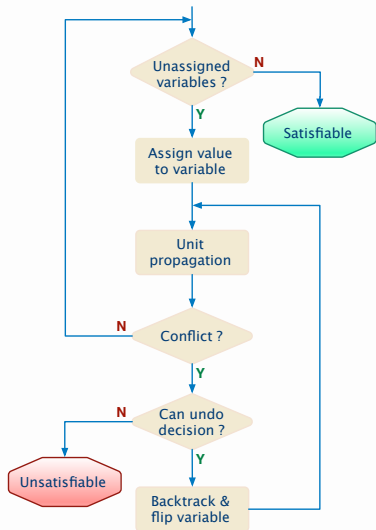 Unassigned
variables ?
N
Y
Satisfiable
Assign value
to variable
Unit
propagation
N
Conflict ?
Y
N
Can undo
decision ?
Y
Unsatisfiable
Backtrack &
flip variable